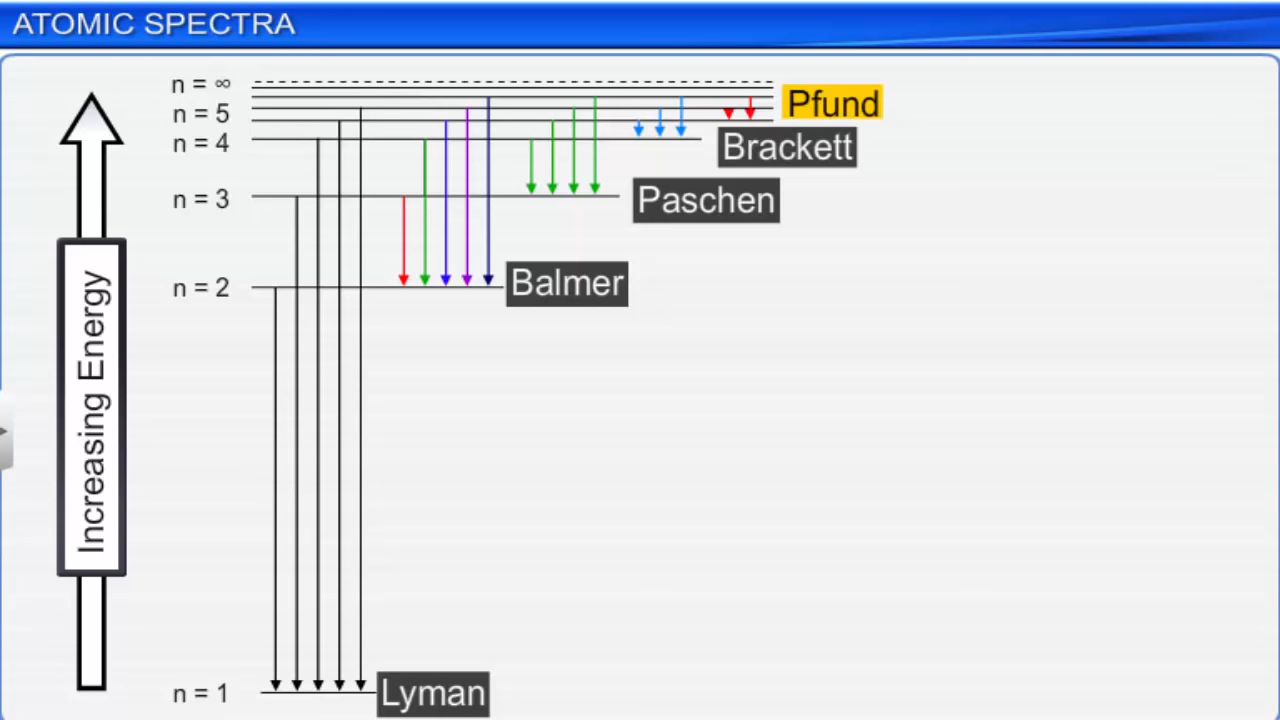 ATOMIC SPECTRA
n = ∞
Pfund
n = 5
n = 4
Brackett
n = 3
Paschen
n = 2
Balmer
Increasing Energy
n = 1
Lyman